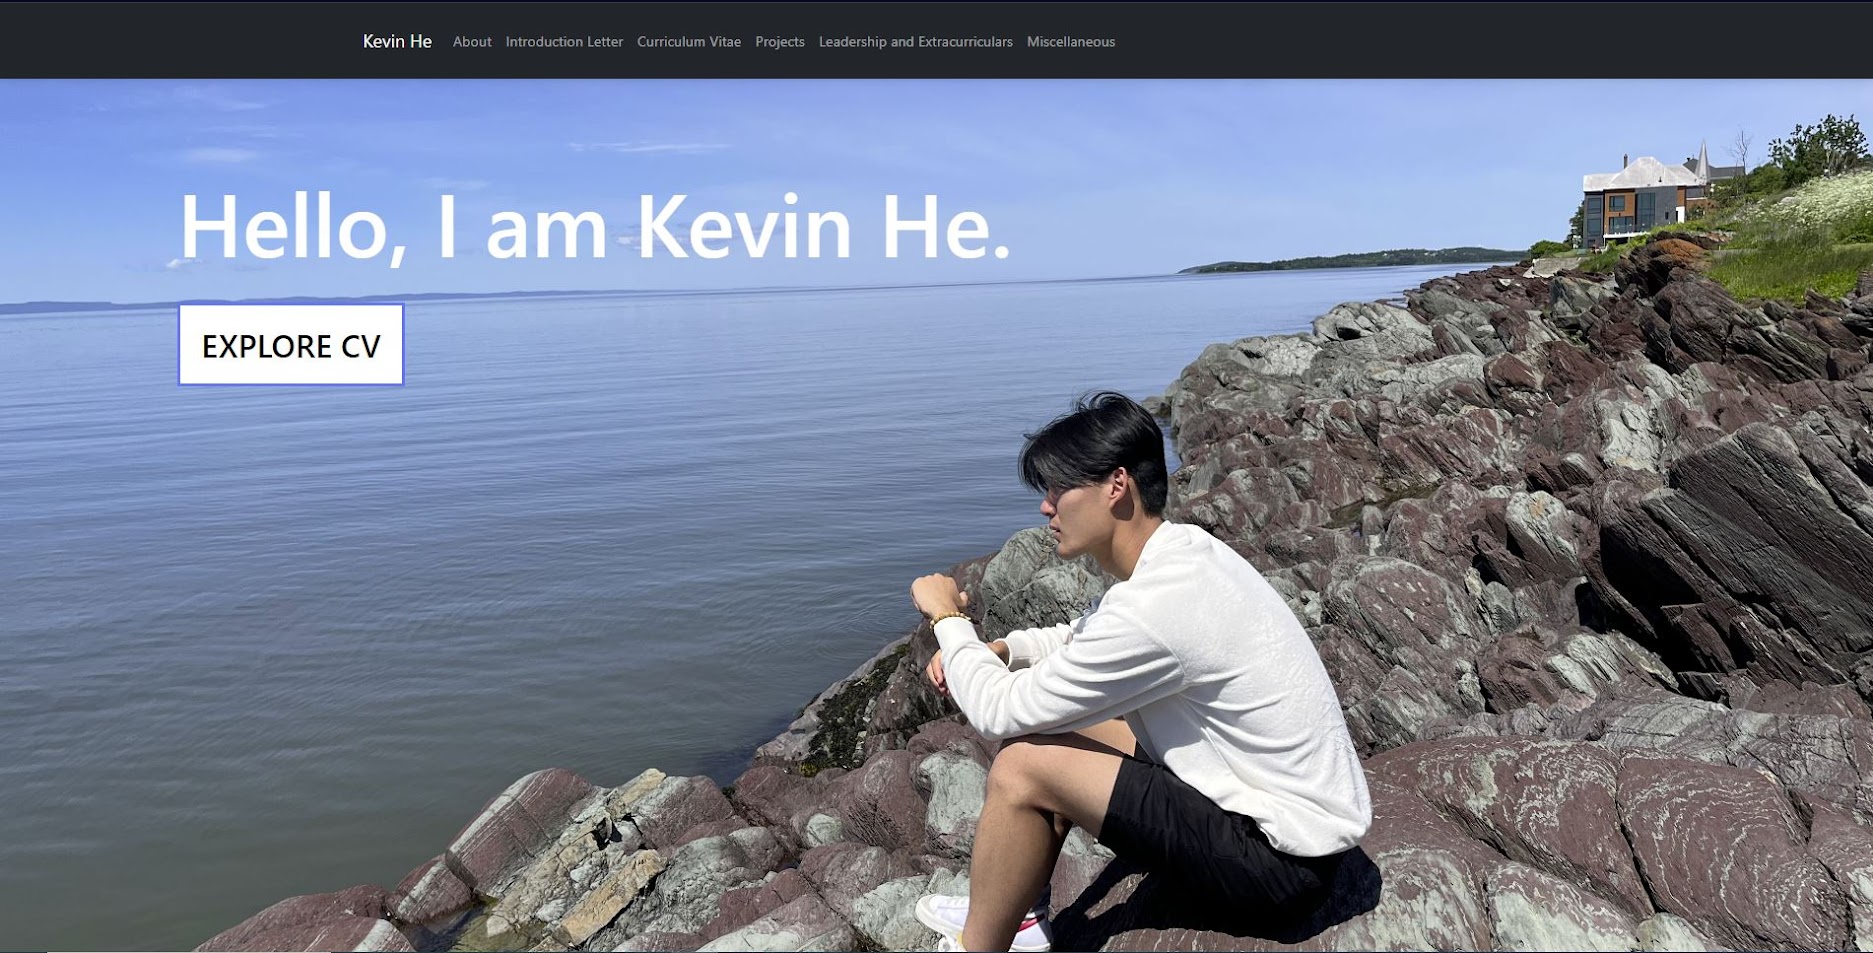 Kevin He About Introduction Letter Curriculum Vitae Projects Leadership and Extracurriculars Miscellaneous
Hello, I am Kevin He.
EXPLORE CV